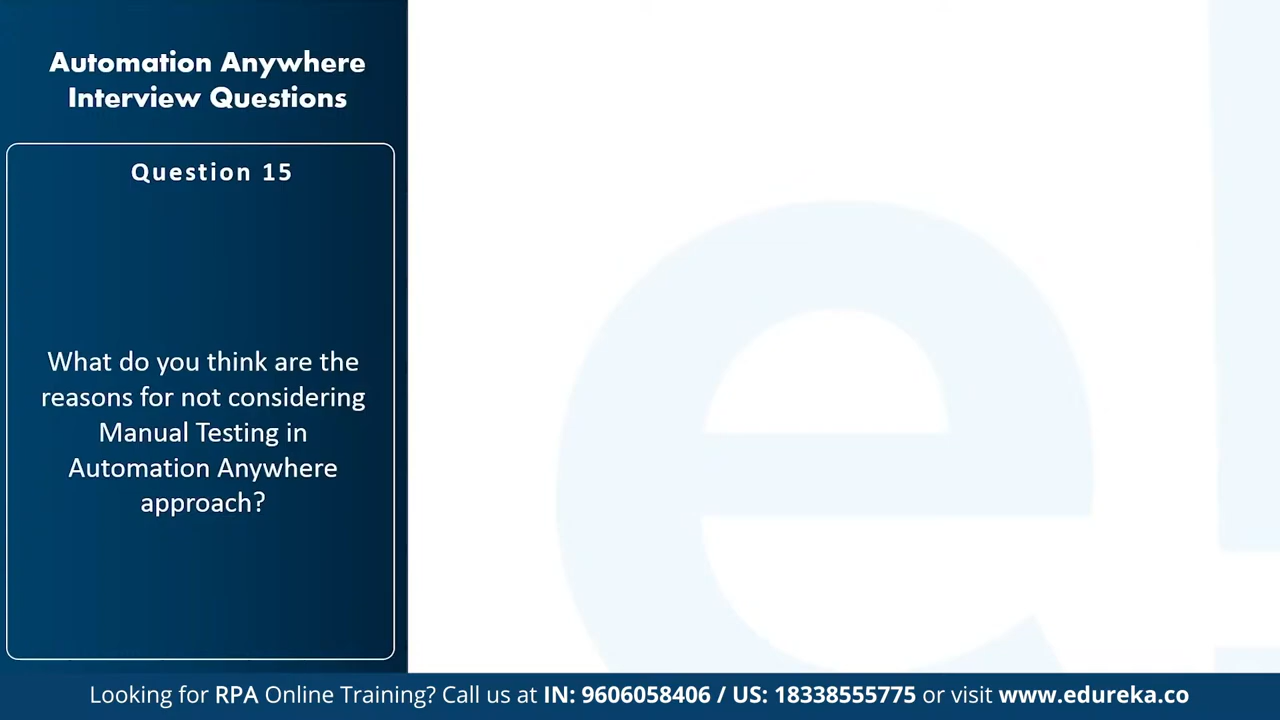 Automation Anywhere
Interview Questions
Question 15
What do you think are the
reasons for not considering
Manual Testing in
Automation Anywhere
approach?
Looking for RPA Online Training? Call us at IN: 9606058406 / US: 18338555775 or visit www.edureka.co